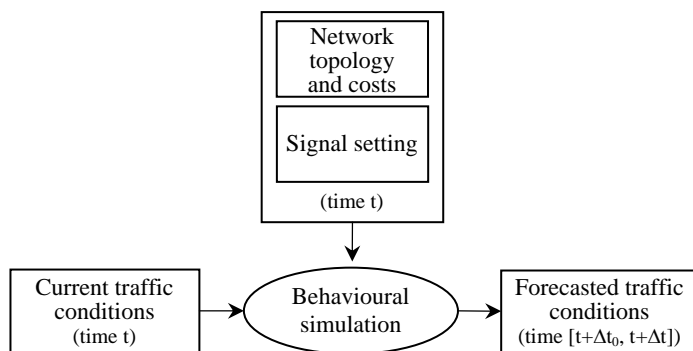 Network
topology
and costs
Signal setting
(time t)
Current traffic
conditions
(time t)
Behavioural
simulation
Forecasted traffic
conditions
(time [t+Δt₀, t+Δt])